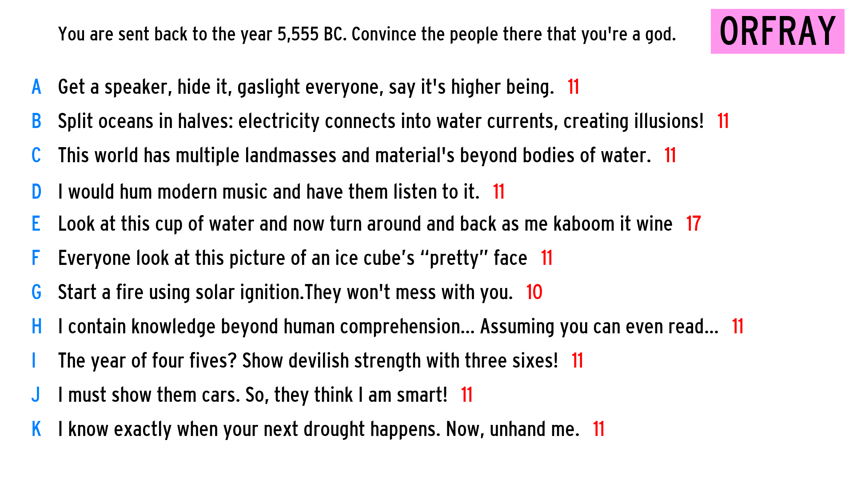 You are sent back to the year 5,555 BC. Convince the people there that you're a god.
ORFRAY
A Get a speaker, hide it, gaslight everyone, say it's higher being. 11
B Split oceans in halves: electricity connects into water currents, creating illusions! 11
C This world has multiple landmasses and material's beyond bodies of water. 11
D I would hum modern music and have them listen to it. 11
E Look at this cup of water and now turn around and back as me kaboom it wine 17
F Everyone look at this picture of an ice cube’s “pretty” face 11
G Start a fire using solar ignition.They won't mess with you. 10
H I contain knowledge beyond human comprehension... Assuming you can even read... 11
I The year of four fives? Show devilish strength with three sixes! 11
J I must show them cars. So, they think I am smart! 11
K I know exactly when your next drought happens. Now, unhand me. 11